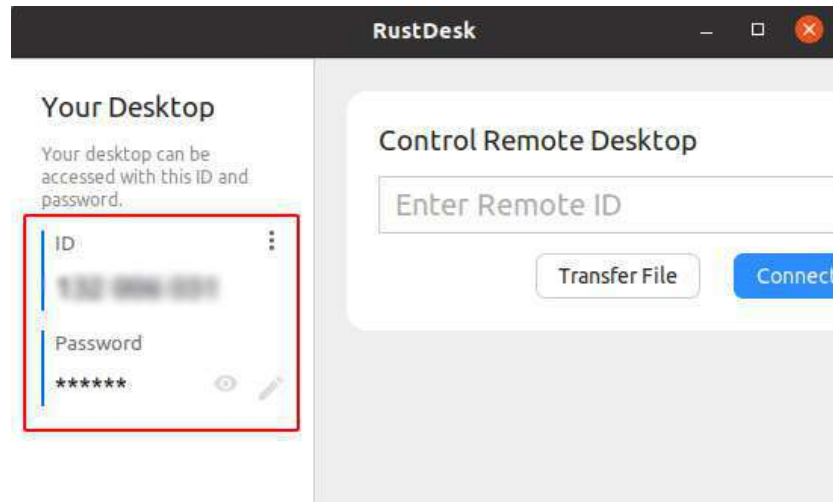 RustDesk
Your Desktop
Your desktop can be
accessed with this ID and
password.
ID
Password
******
Control Remote Desktop
Enter Remote ID
Transfer File
Connect